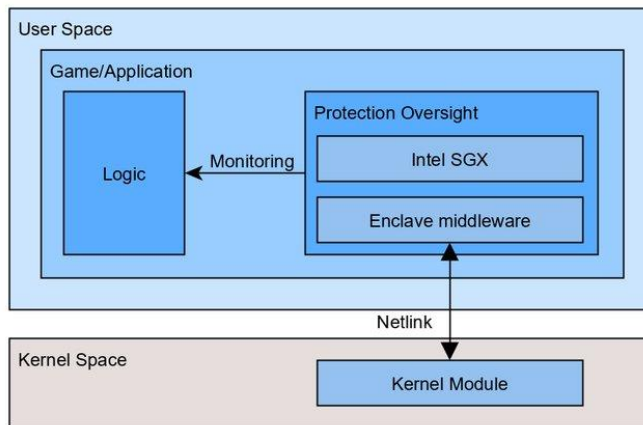 User Space
Game/Application
Protection Oversight
Logic
Monitoring
Intel SGX
Enclave middleware
Netlink
Kernel Space
Kernel Module